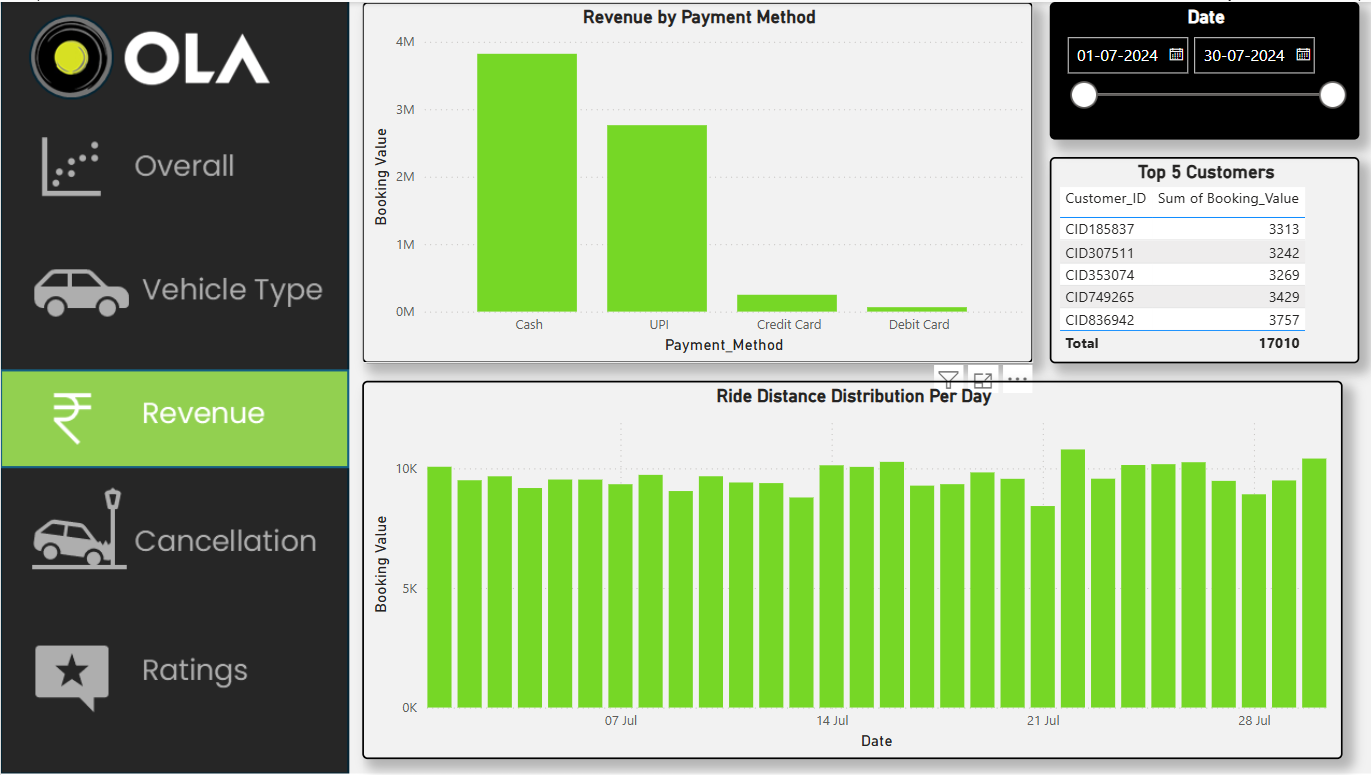 OLA
Overall
Vehicle Type
Revenue
Cancellation
Ratings
Revenue by Payment Method
4M
3M
2M
1M
0M
Booking Value
Cash UPI Credit Card Debit Card
Payment_Method
Date
01-07-2024 30-07-2024
Top 5 Customers
Customer_ID Sum of Booking_Value
CID185837 3313
CID307511 3242
CID353074 3269
CID749265 3429
CID836942 3757
Total 17010
Ride Distance Distribution Per Day
10K
5K
0K
Booking Value
07 Jul 14 Jul 21 Jul 28 Jul
Date